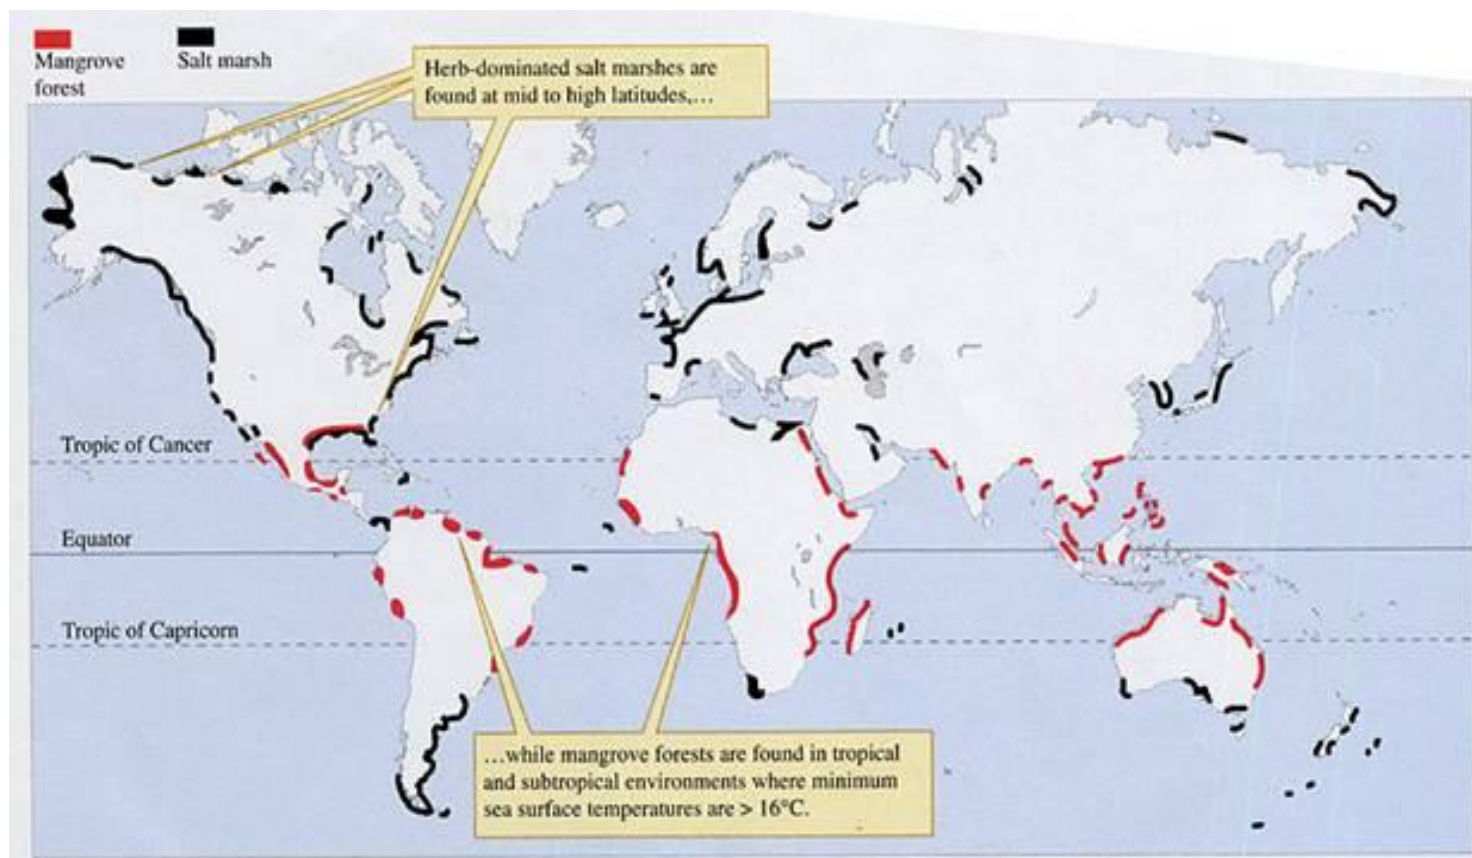 Mangrove
forest
Salt marsh
Herb-dominated salt marshes are
found at mid to high latitudes,…
Tropic of Cancer
Equator
Tropic of Capricorn
…while mangrove forests are found in tropical
and subtropical environments where minimum
sea surface temperatures are > 16°C.